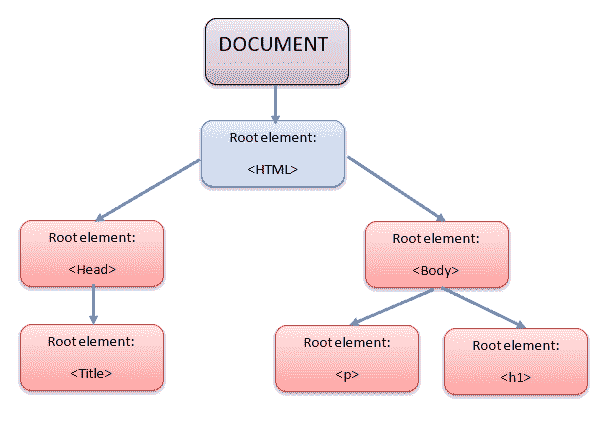 DOCUMENT
Root element:
<HTML>
Root element:
<Head>
Root element:
<Body>
Root element:
<Title>
Root element:
<p>
Root element:
<h1>